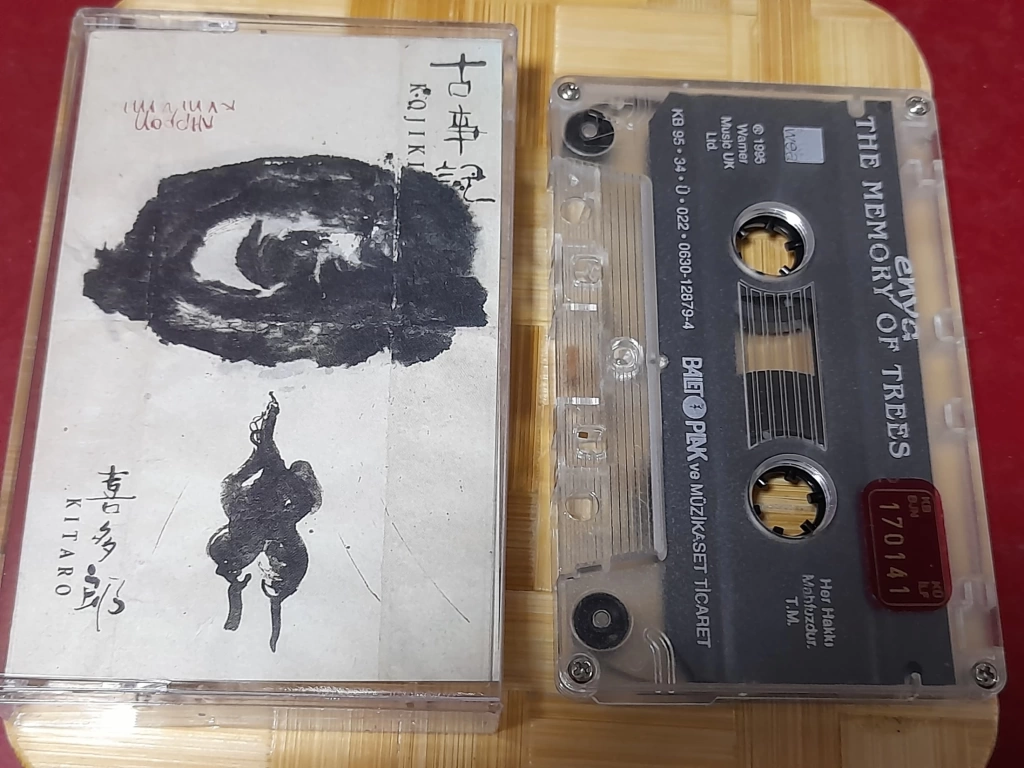 古事記
KOJIKI
喜多郎
KITARO
enya
THE MEMORY OF TREES
wea
℗ 1995
Warner
Music UK
Ltd
Her Hakkı
Mahfuzdur.
T.M.
KB 95 • 34 • Ü • 022 • 0630-12879-4
BALET PLAK ve MÜZİKASET TİCARET
170141